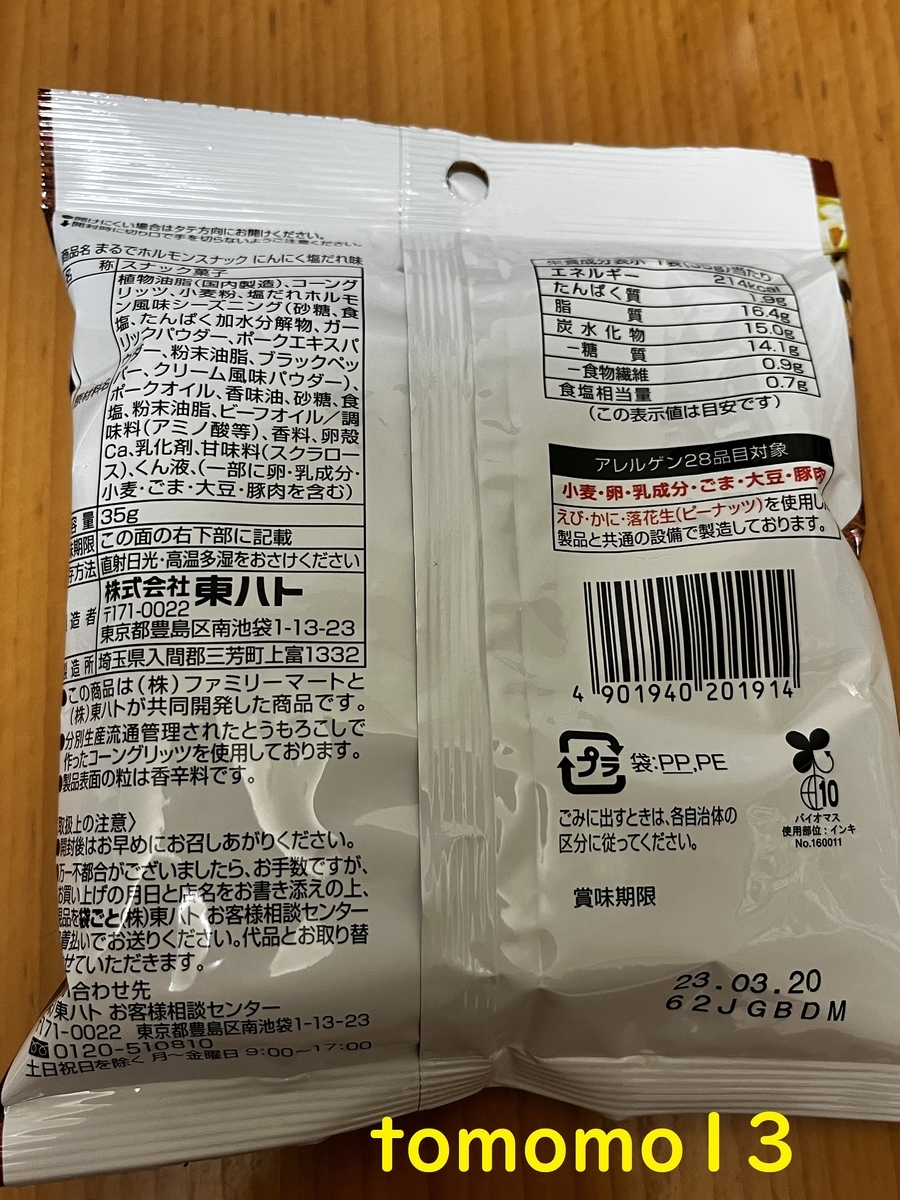 開けにくい場合はタテ方向にお開けください。
開封時に切り口で手を切らないようご注意ください。
商品名 まるでホルモンスナック にんにく塩だれ味
称 スナック菓子
植物油脂(国内製造)、コーング
リッツ、小麦粉、塩だれホルモ
ン風味シーズニング(砂糖、食
塩、たんぱく加水分解物、ガー
リックパウダー、ポークエキスパ
ウダー、粉末油脂、ブラックペッ
パー、クリーム風味パウダー)、
ポークオイル、香味油、砂糖、食
塩、粉末油脂、ビーフオイル/調
味料(アミノ酸等)、香料、卵殻
Ca、乳化剤、甘味料(スクラロー
ス)、くん液、(一部に卵・乳成分・
小麦・ごま・大豆・豚肉を含む)
容量 35g
味期限 この面の右下部に記載
存方法 直射日光・高温多湿をおさけください
造者 株式会社 東ハト
〒171-0022
東京都豊島区南池袋1-13-23
製造所 埼玉県入間郡三芳町上富1332
●この商品は(株)ファミリーマートと
(株)東ハトが共同開発した商品です。
●分別生産流通管理されたとうもろこしで
作ったコーングリッツを使用しております。
●製品表面の粒は香辛料です。
取扱上の注意〉
●開封後はお早めにお召しあがりください。
●万一不都合がございましたら、お手数ですが、
お買い上げの月日と店名をお書き添えの上、
現品を袋ごと(株)東ハト お客様相談センター
着払いでお送りください。代品とお取り替
せていただきます。
い合わせ先
東ハト お客様相談センター
171-0022 東京都豊島区南池袋1-13-23
0120-510810
土日祝日を除く 月〜金曜日 9:00〜17:00
栄養成分表示 1袋(35g)当たり
エネルギー 214kcal
たんぱく質 1.9g
脂質 16.4g
炭水化物 15.0g
-糖質 14.1g
-食物繊維 0.9g
食塩相当量 0.7g
(この表示値は目安です)
アレルゲン28品目対象
小麦・卵・乳成分・ごま・大豆・豚肉
えび・かに・落花生(ピーナッツ)を使用し
製品と共通の設備で製造しております。
4 901940 201914
プラ 袋:PP,PE
ごみに出すときは、各自治体の
区分に従ってください。
10
バイオマス
使用部位:インキ
No.160011
賞味期限
23.03.20
62JGBDM
tomomo13